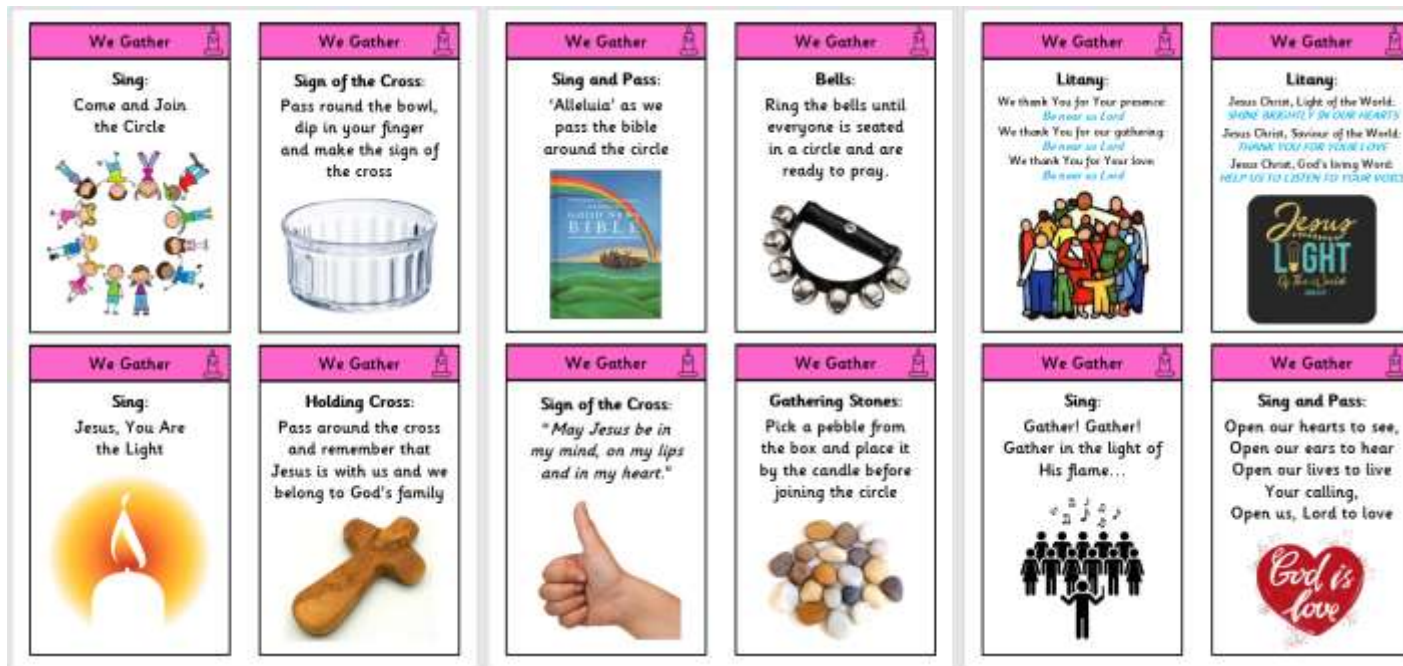 We Gather
Sing:
Come and Join
the Circle
We Gather
Sign of the Cross:
Pass round the bowl,
dip in your finger
and make the sign of
the cross
We Gather
Sing and Pass:
'Alleluia' as we
pass the bible
around the circle
GOOD NEWS
BIBLE
We Gather
Bells:
Ring the bells until
everyone is seated
in a circle and are
ready to pray.
We Gather
Litany:
We thank You for Your presence:
Be near us Lord
We thank You for our gathering:
Be near us Lord
We thank You for Your love:
Be near us Lord
We Gather
Litany:
Jesus Christ, Light of the World:
SHINE BRIGHTLY IN OUR HEARTS
Jesus Christ, Saviour of the World:
THANK YOU FOR YOUR LOVE
Jesus Christ, God's living Word:
HELP US TO LISTEN TO YOUR VOICE
Jesus
LIGHT
Of The World
We Gather
Sing:
Jesus, You Are
the Light
We Gather
Holding Cross:
Pass around the cross
and remember that
Jesus is with us and we
belong to God's family
We Gather
Sign of the Cross:
"May Jesus be in
my mind, on my lips
and in my heart."
We Gather
Gathering Stones:
Pick a pebble from
the box and place it
by the candle before
joining the circle
We Gather
Sing:
Gather! Gather!
Gather in the light of
His flame...
We Gather
Sing and Pass:
Open our hearts to see,
Open our ears to hear
Open our lives to live
Your calling,
Open us, Lord to love
God is
love